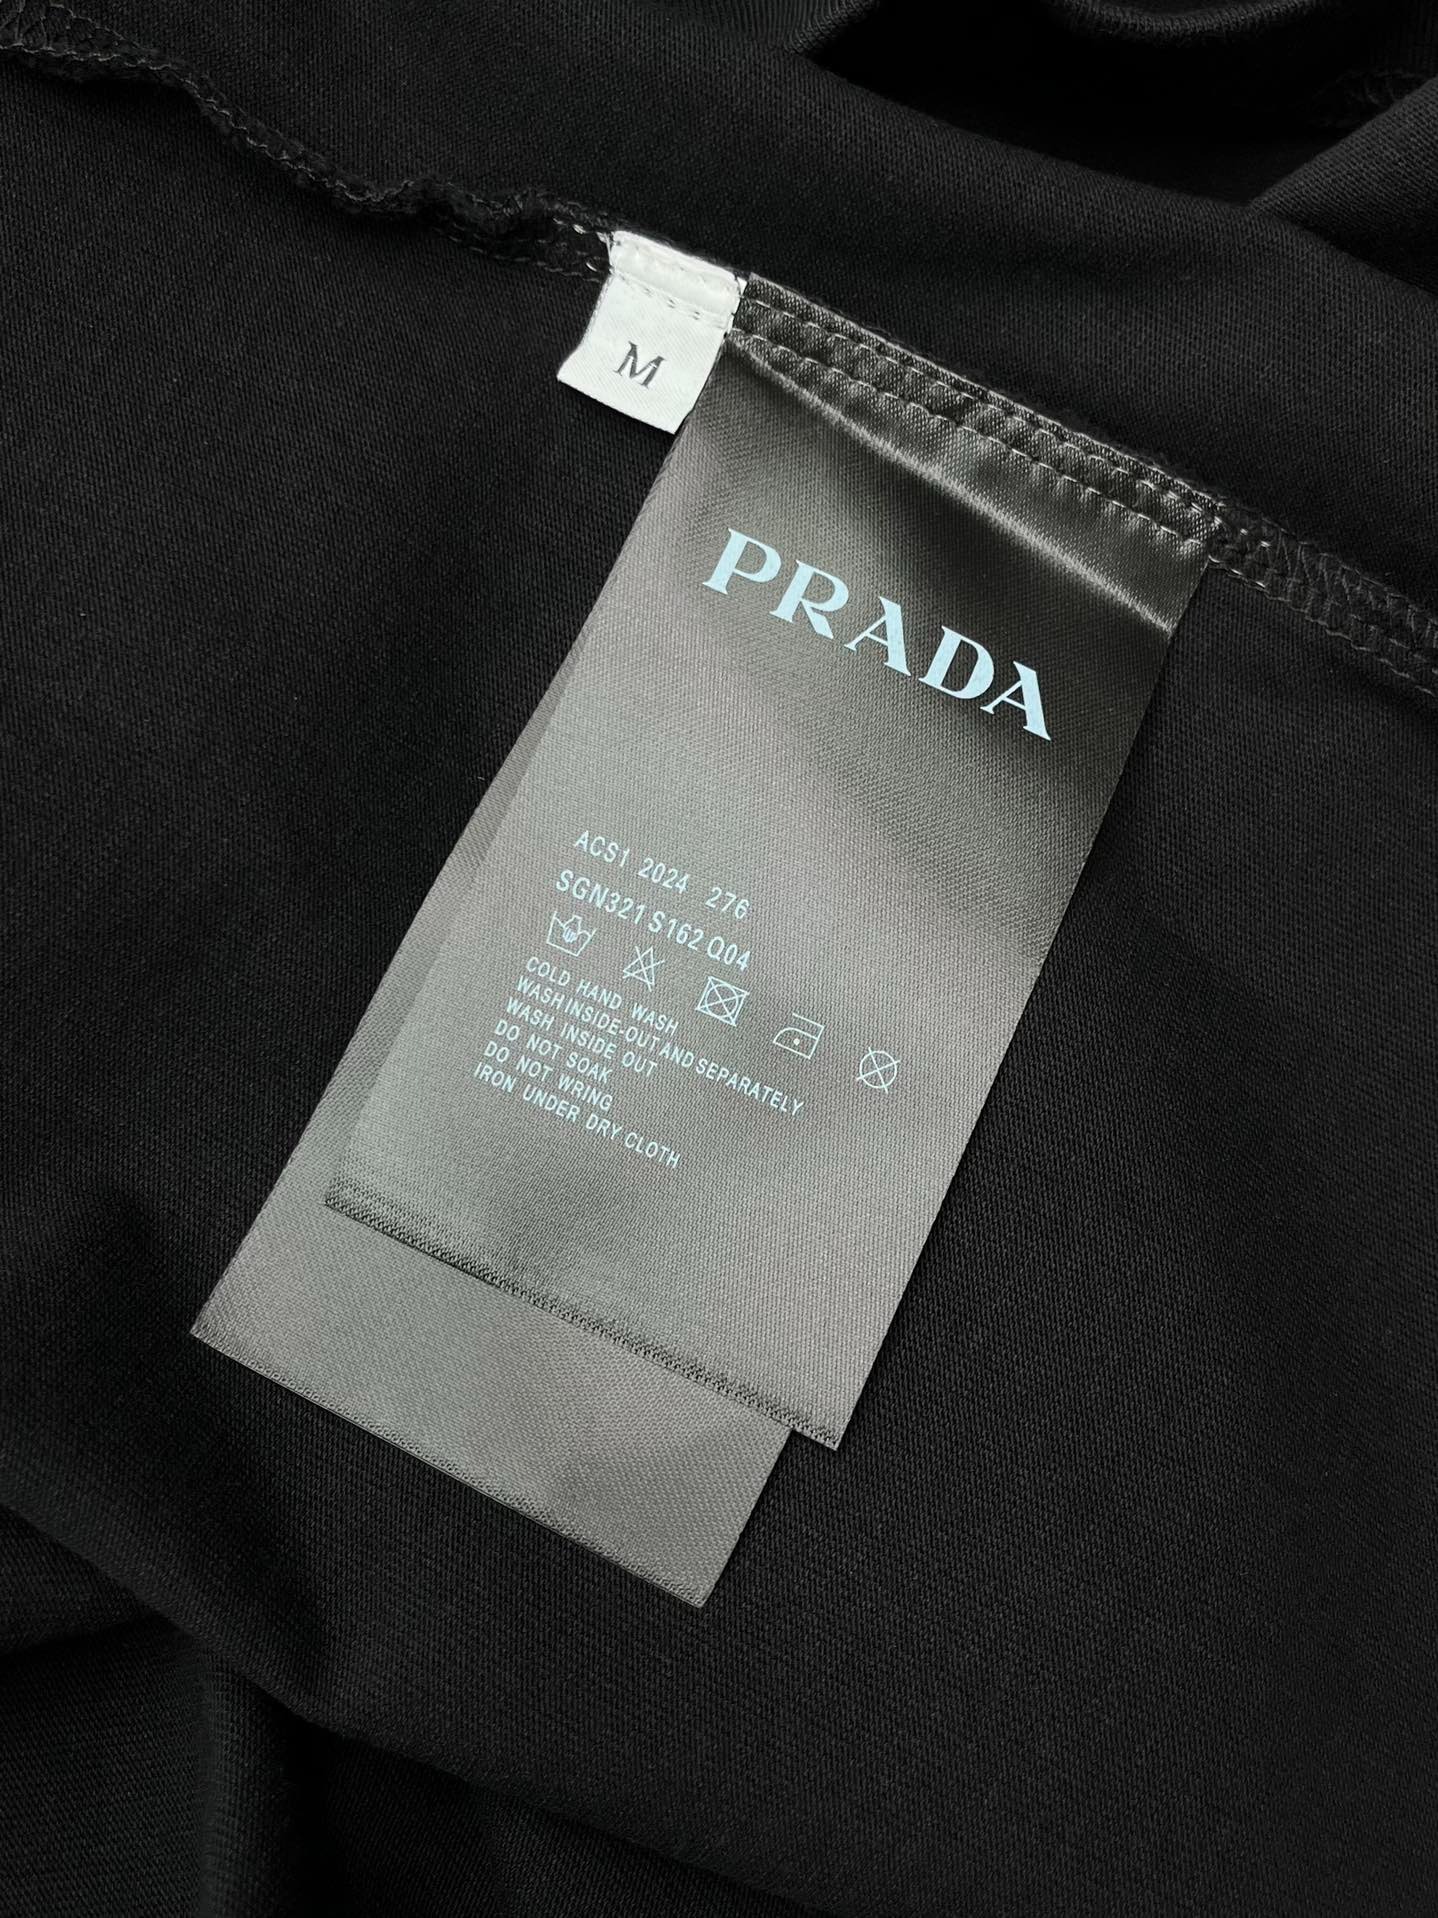 M
PRADA
ACS1 2024 276
SGN321 S162 Q04
COLD HAND WASH
WASH INSIDE-OUT AND SEPARATELY
WASH INSIDE OUT
DO NOT SOAK
DO NOT WRING
IRON UNDER DRY CLOTH